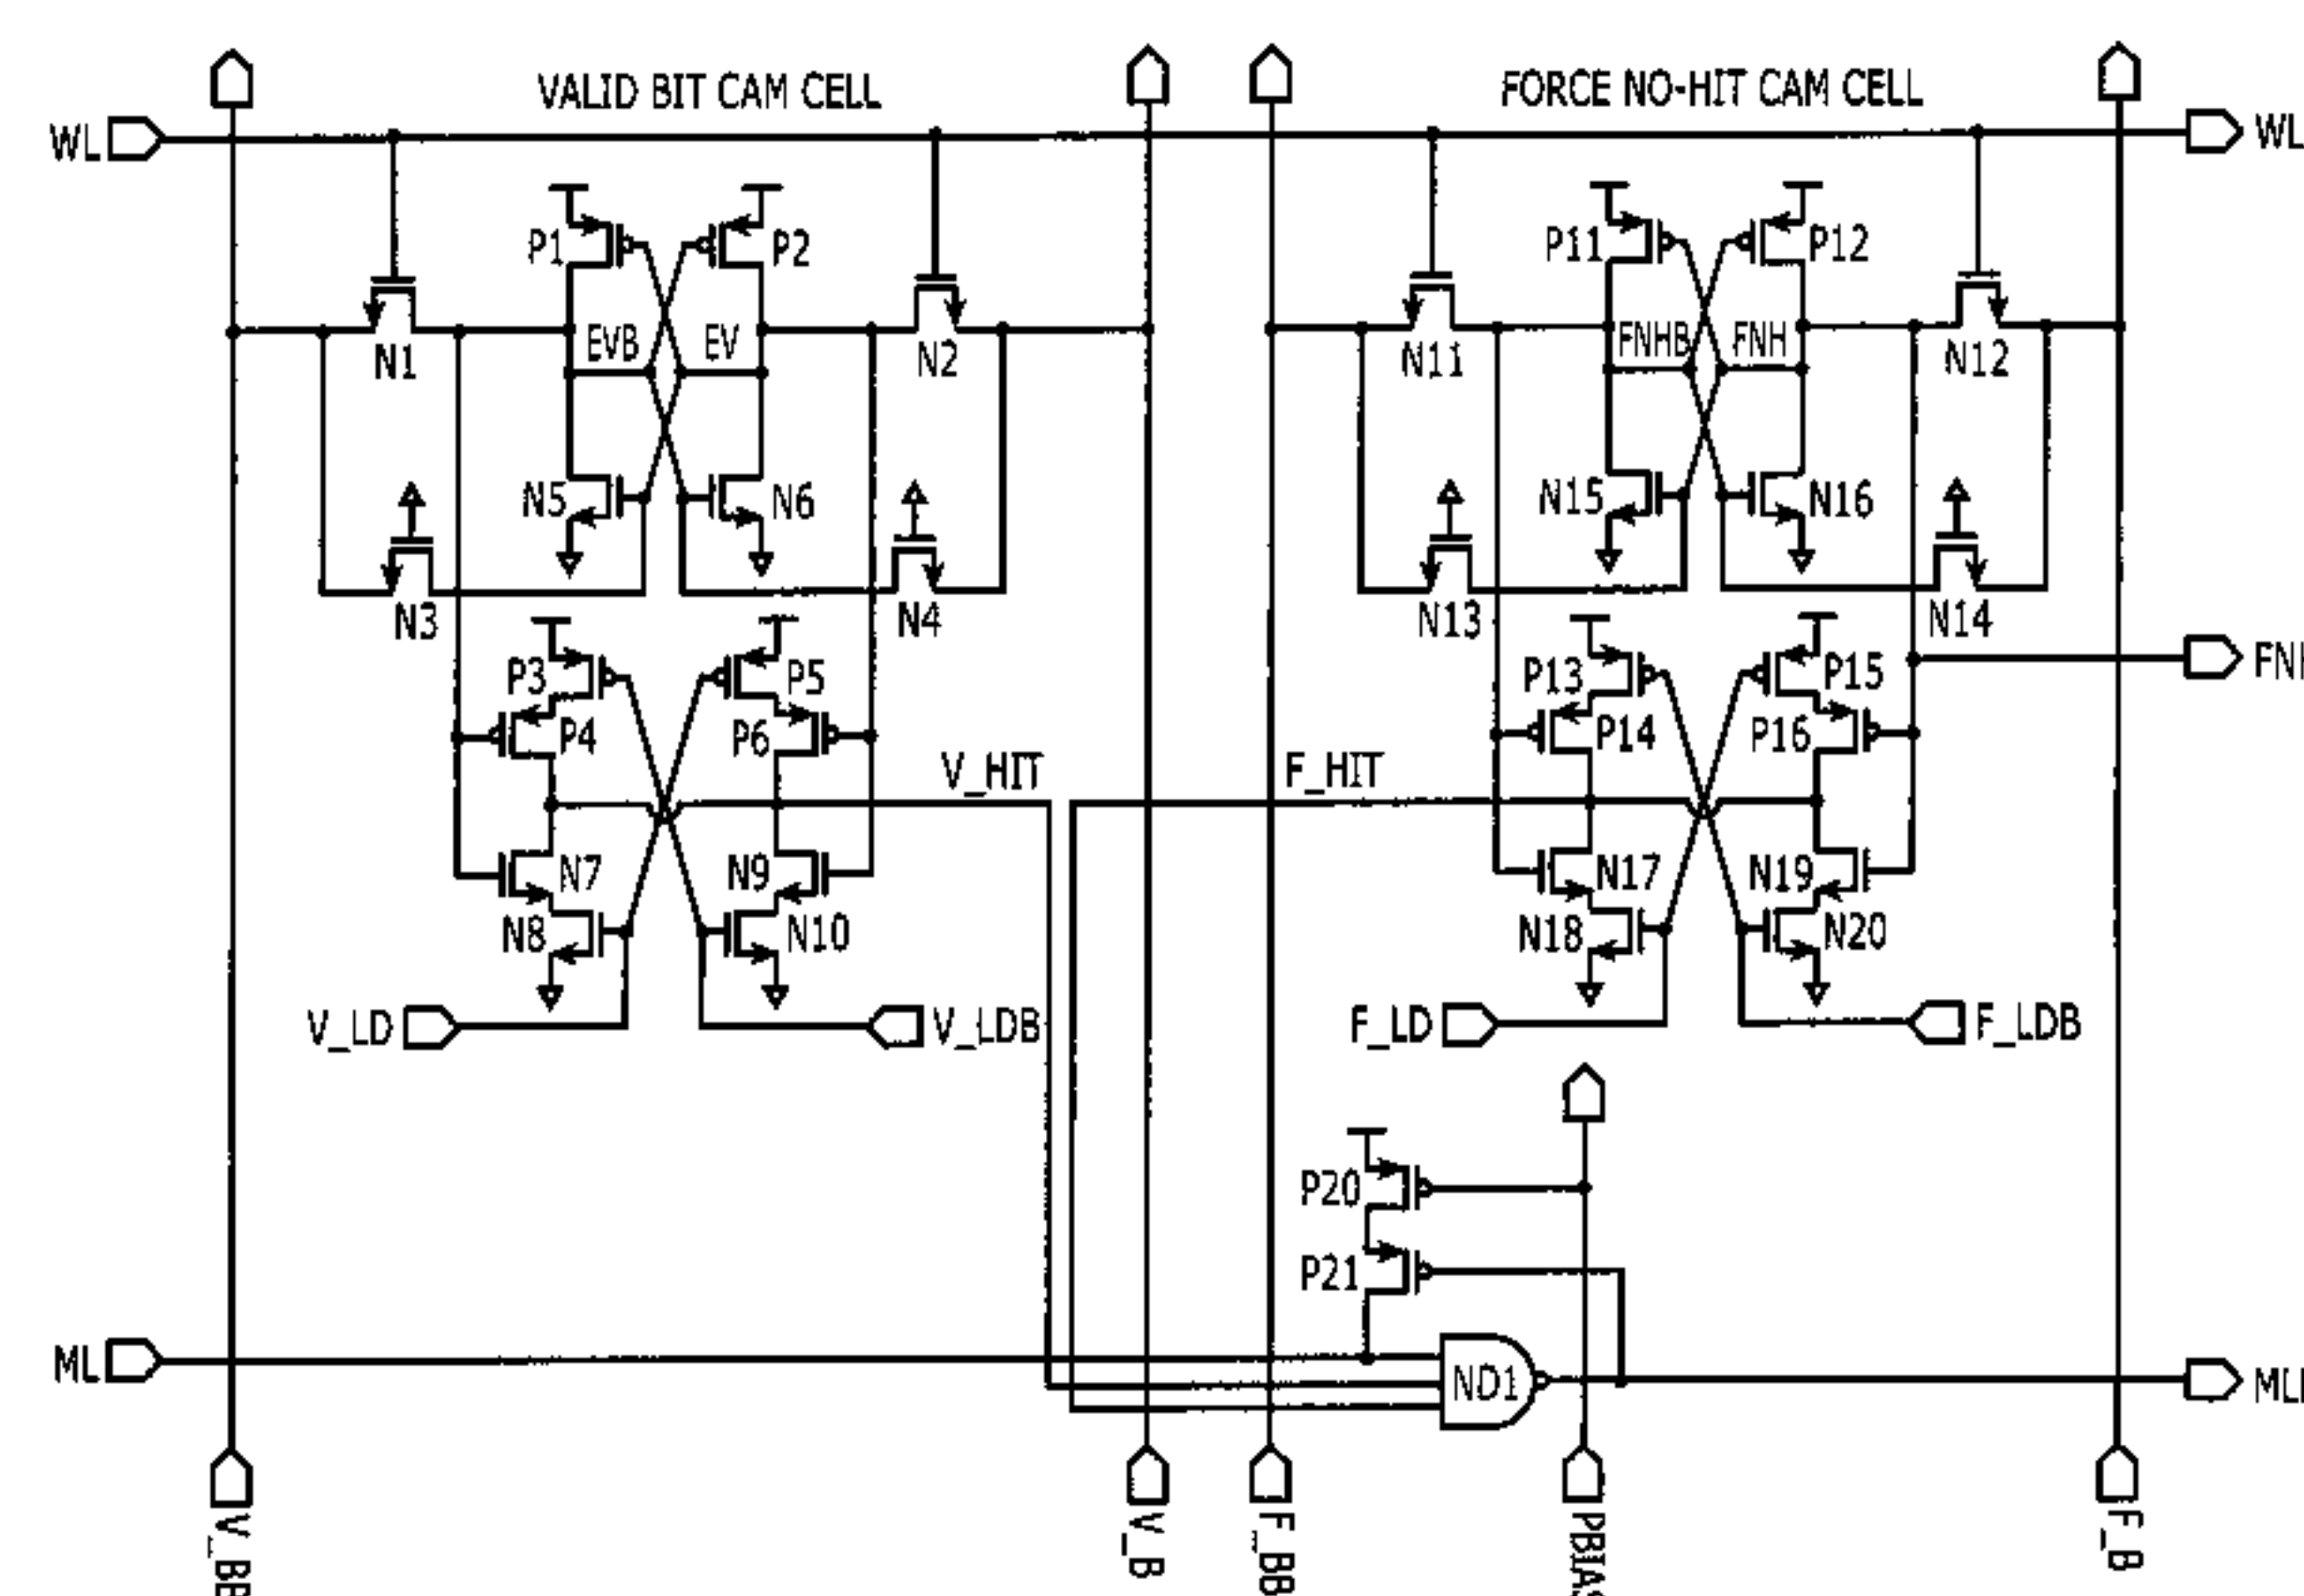 VALID BIT CAM CELL
FORCE NO-HIT CAM CELL
WL
WL
P1
P2
P11
P12
N1
EVB
EV
N2
N11
FNHB
FNH
N12
N5
N6
N15
N16
N3
N4
N13
N14
P3
P5
P13
P15
FNH
P4
P6
P14
P16
V_HIT
F_HIT
N7
N9
N17
N19
N8
N10
N18
N20
V_LD
V_LDB
F_LD
F_LDB
P20
P21
ML
ND1
ML
V_BB
V_B
F_BB
PBIAS
F_B